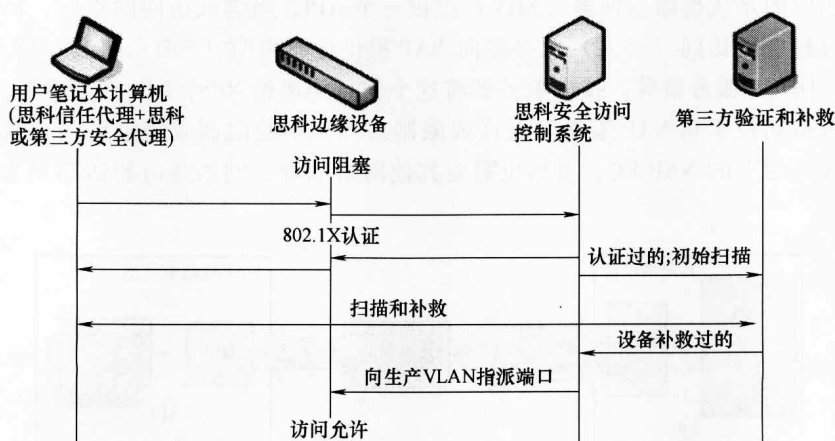 用户笔记本计算机
(思科信任代理+思科
或第三方安全代理)
思科边缘设备
思科安全访问
控制系统
第三方验证和补救
访问阻塞
802.1X认证
认证过的;初始扫描
扫描和补救
设备补救过的
向生产VLAN指派端口
访问允许